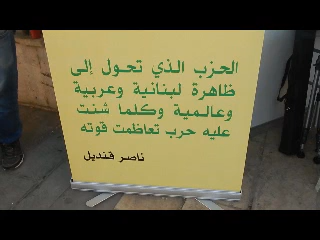 الحزب الذي تحول إلى
ظاهرة لبنانية وعربية
وعالمية وكلما شنت
عليه حرب تعاظمت قوته
ناصر قنديل